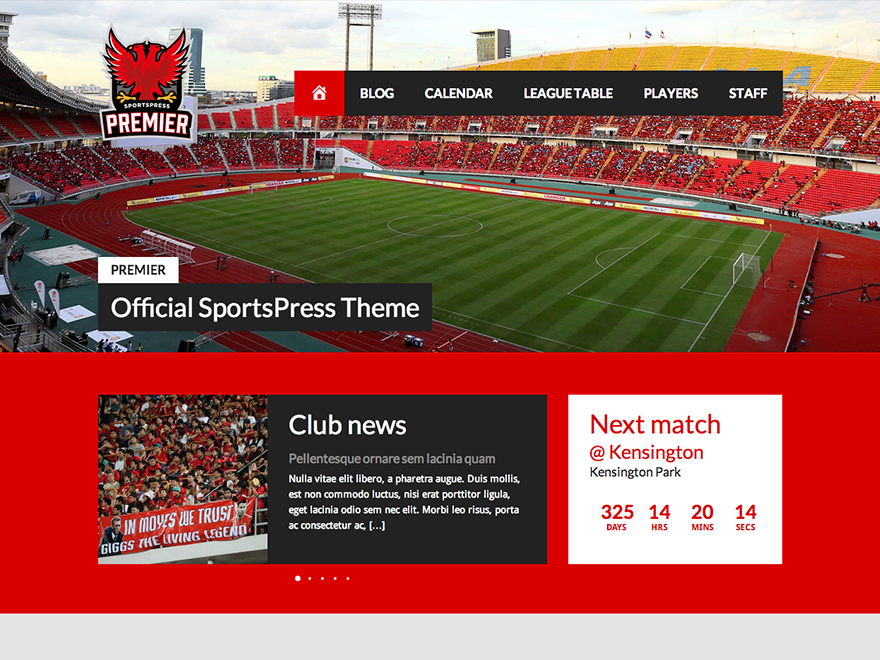 SPORTSPRESS
PREMIER
BLOG CALENDAR LEAGUE TABLE PLAYERS STAFF
PREMIER
Official SportsPress Theme
IN MOYES WE TRUST
GIGGS THE LIVING LEGEND
Club news
Pellentesque ornare sem lacinia quam
Nulla vitae elit libero, a pharetra augue. Duis mollis,
est non commodo luctus, nisi erat porttitor ligula,
eget lacinia odio sem nec elit. Morbi leo risus, porta
ac consectetur ac, [...]
Next match
@ Kensington
Kensington Park
325 14 20 14
DAYS HRS MINS SECS